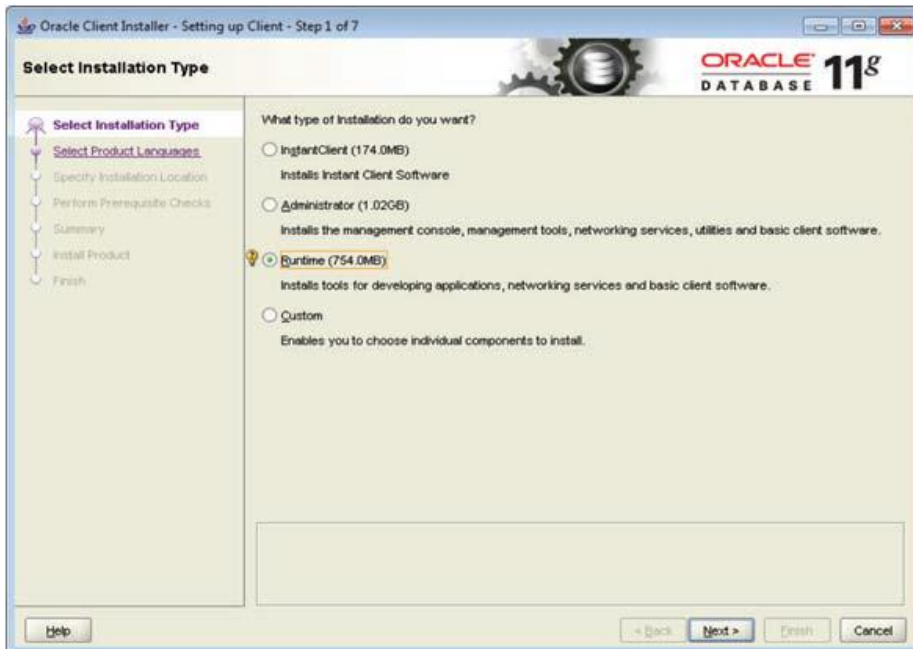 Oracle Client Installer - Setting up Client - Step 1 of 7
Select Installation Type
ORACLE
DATABASE
11g
Select Installation Type
Select Product Languages
Specify Installation Location
Perform Prerequisite Checks
Summary
Install Product
Finish
What type of Installation do you want?
InstantClient (174.0MB)
Installs Instant Client Software
Administrator (1.02GB)
Installs the management console, management tools, networking services, utilities and basic client software.
Runtime (754.0MB)
Installs tools for developing applications, networking services and basic client software.
Custom
Enables you to choose individual components to install.
Help
< Back
Next >
Finish
Cancel